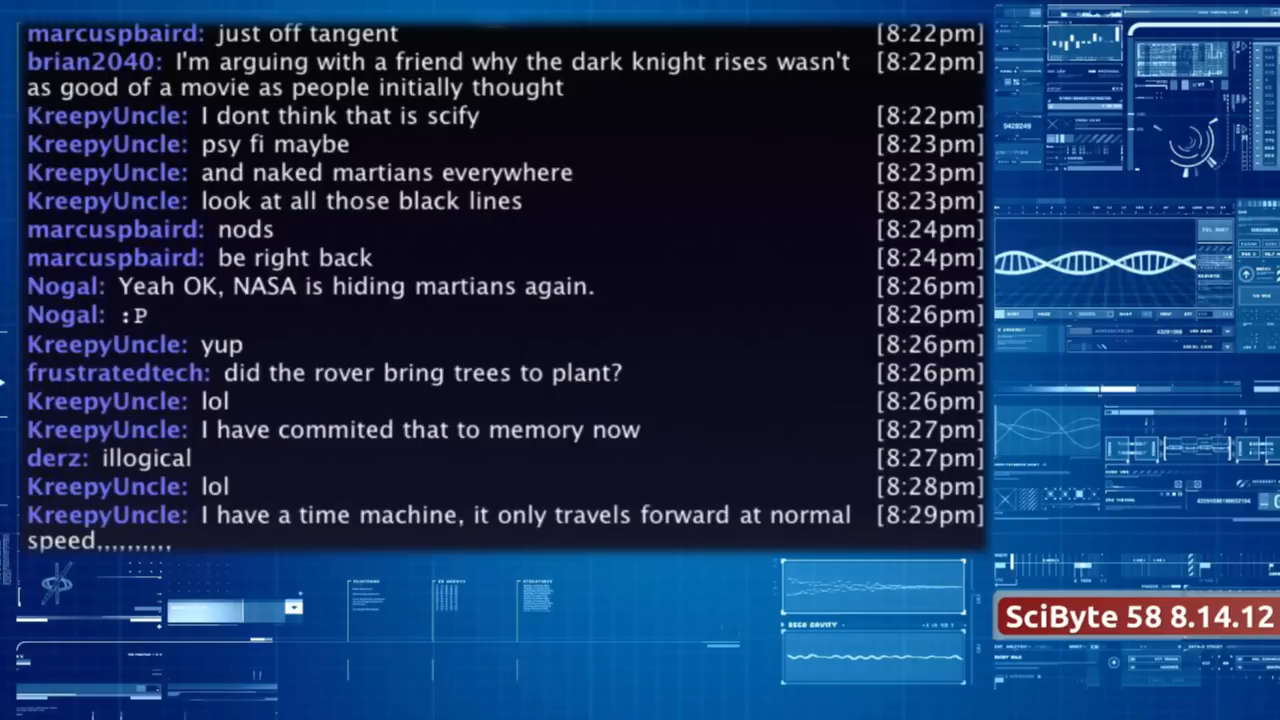 marcuspbaird: just off tangent [8:22pm]
brian2040: I'm arguing with a friend why the dark knight rises wasn't [8:22pm]
as good of a movie as people initially thought
KreepyUncle: I dont think that is scify [8:22pm]
KreepyUncle: psy fi maybe [8:23pm]
KreepyUncle: and naked martians everywhere [8:23pm]
KreepyUncle: look at all those black lines [8:23pm]
marcuspbaird: nods [8:24pm]
marcuspbaird: be right back [8:24pm]
Nogal: Yeah OK, NASA is hiding martians again. [8:26pm]
Nogal: :P [8:26pm]
KreepyUncle: yup [8:26pm]
frustratedtech: did the rover bring trees to plant? [8:26pm]
KreepyUncle: lol [8:26pm]
KreepyUncle: I have commited that to memory now [8:27pm]
derz: illogical [8:27pm]
KreepyUncle: lol [8:28pm]
KreepyUncle: I have a time machine, it only travels forward at normal [8:29pm]
speed,,,,,,,,,,
SciByte 58 8.14.12